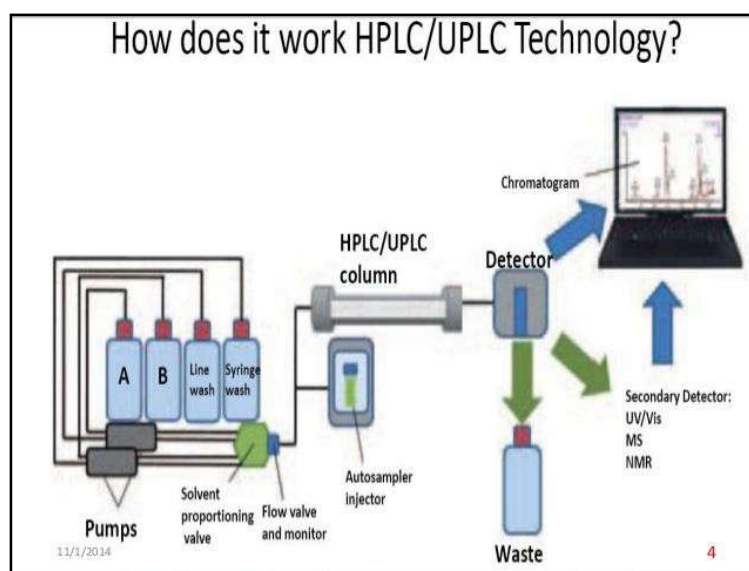 How does it work HPLC/UPLC Technology?
Chromatogram
HPLC/UPLC
column
Detector
A
B
Line
wash
Syringe
wash
Secondary Detector:
UV/Vis
MS
NMR
Autosampler
injector
Solvent
proportioning
valve
Flow valve
and monitor
Pumps
Waste
11/1/2014
4